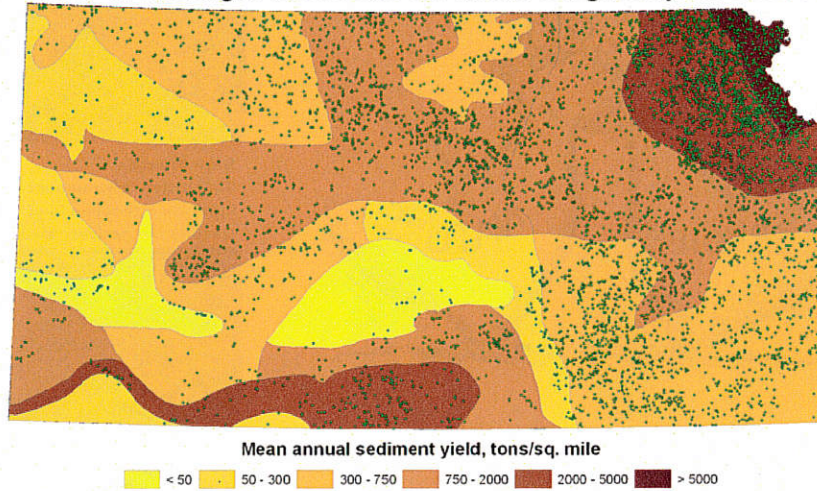 Mean annual sediment yield, tons/sq. mile
< 50 50 - 300 300 - 750 750 - 2000 2000 - 5000 > 5000